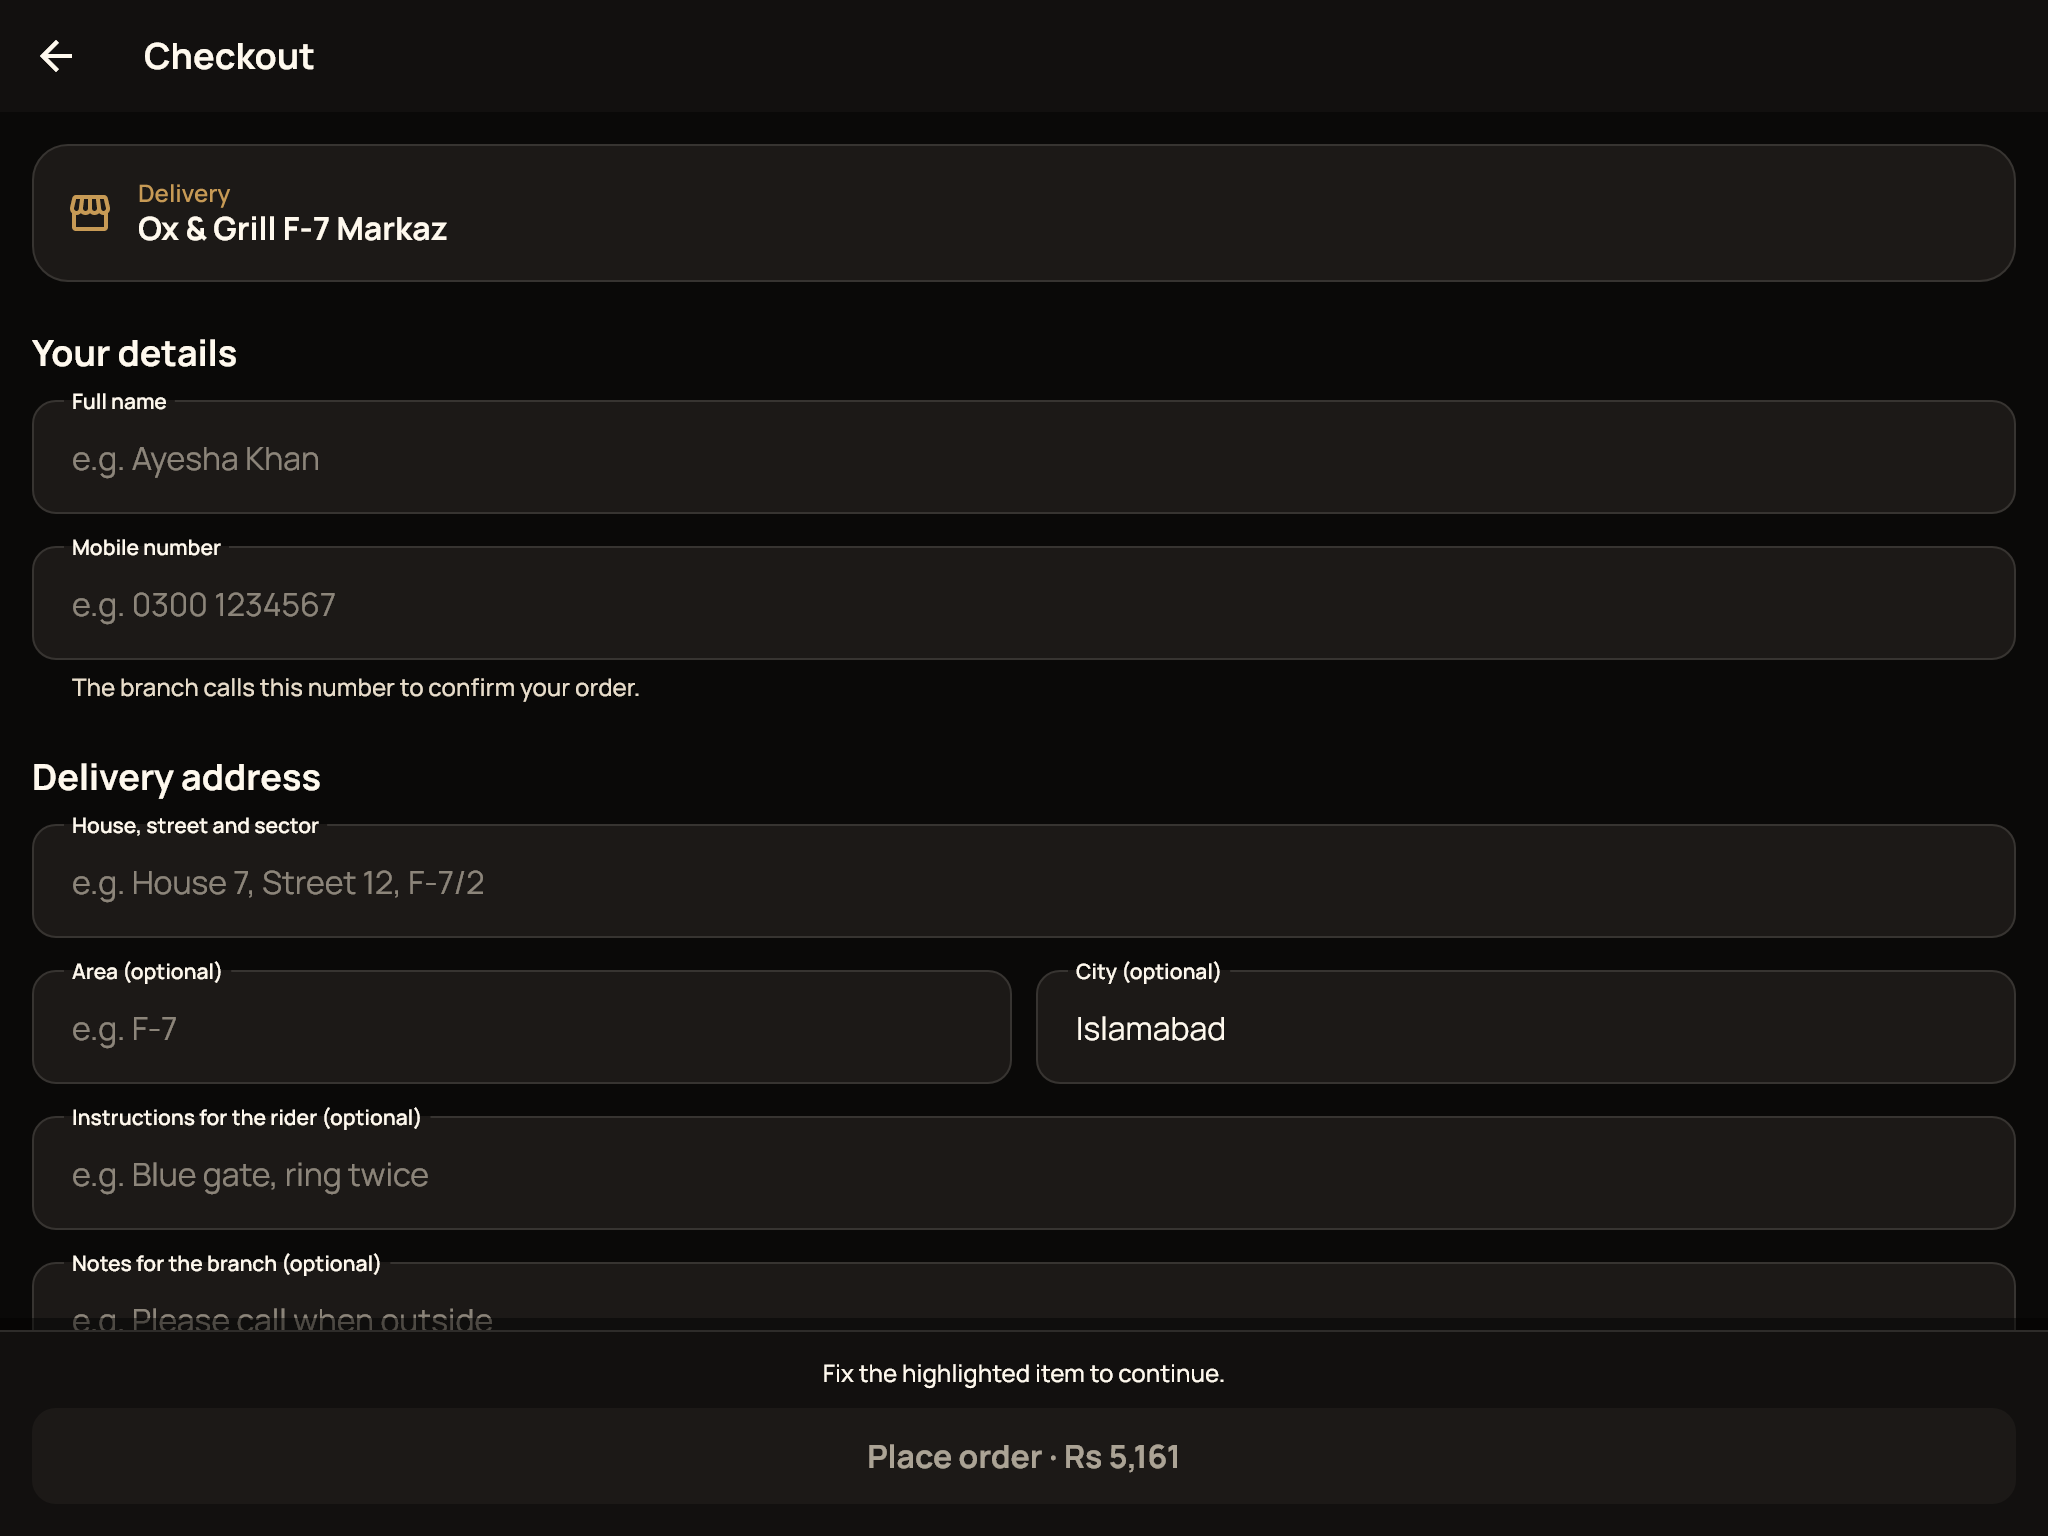 Checkout
Delivery
Ox & Grill F-7 Markaz
Your details
Full name
e.g. Ayesha Khan
Mobile number
e.g. 0300 1234567
The branch calls this number to confirm your order.
Delivery address
House, street and sector
e.g. House 7, Street 12, F-7/2
Area (optional)
e.g. F-7
City (optional)
Islamabad
Instructions for the rider (optional)
e.g. Blue gate, ring twice
Notes for the branch (optional)
e.g. Please call when outside
Fix the highlighted item to continue.
Place order · Rs 5,161